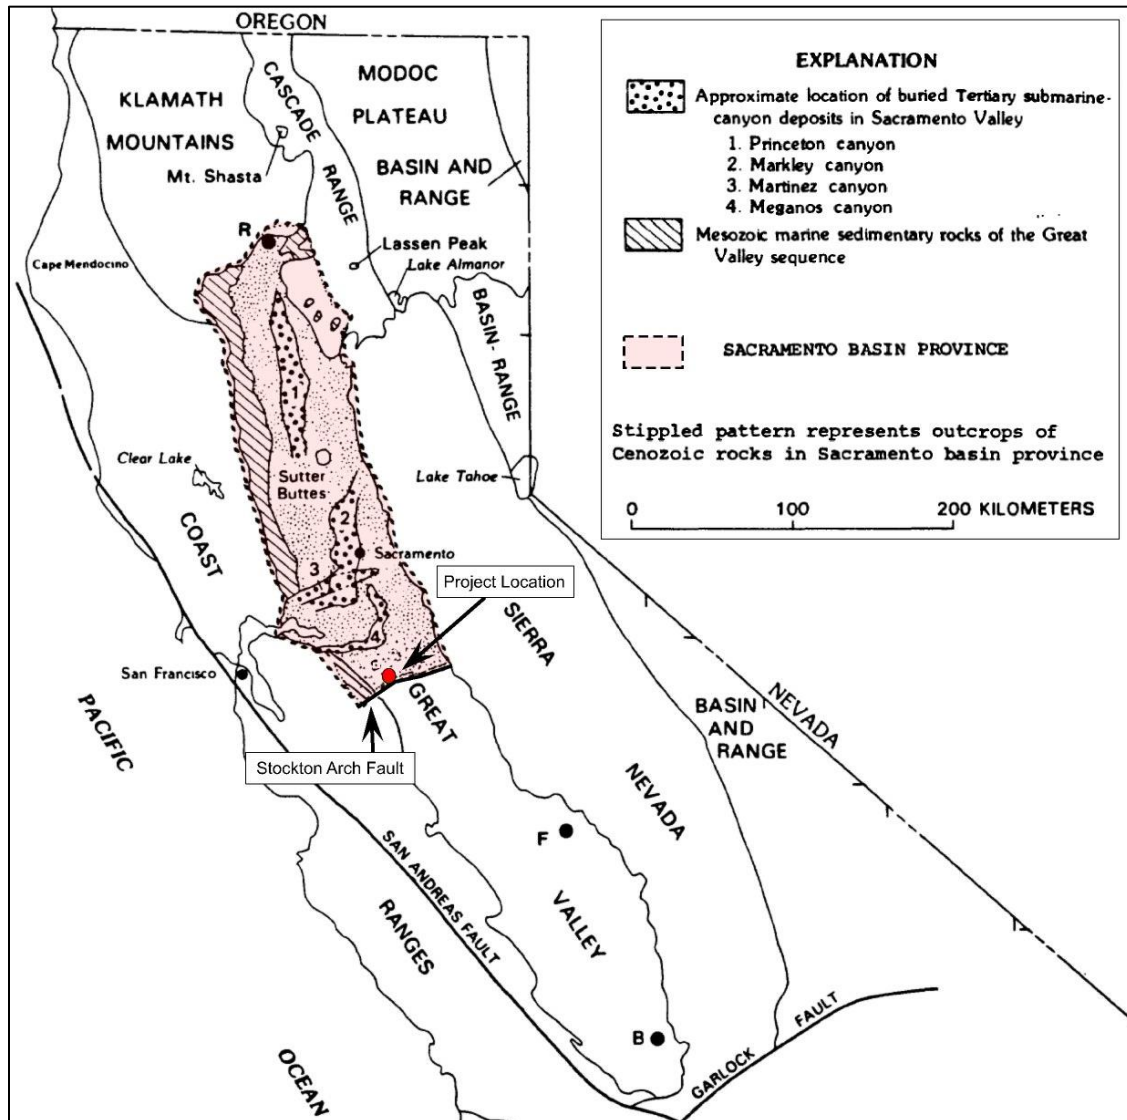 OREGON
KLAMATH
MOUNTAINS
CASCADE
RANGE
MODOC
PLATEAU
BASIN AND
RANGE
Mt. Shasta
R
Lassen Peak
Lake Almanor
Cape Mendocino
BASIN-
RANGE
1
Clear Lake
Sutter
Buttes
Lake Tahoe
COAST
2
Sacramento
3
4
Project Location
SIERRA
San Francisco
GREAT
PACIFIC
Stockton Arch Fault
BASIN
AND
RANGE
NEVADA
NEVADA
F
SAN ANDREAS FAULT
RANGES
VALLEY
B
GARLOCK
FAULT
OCEAN
EXPLANATION
Approximate location of buried Tertiary submarine-
canyon deposits in Sacramento Valley
1. Princeton canyon
2. Markley canyon
3. Martinez canyon
4. Meganos canyon
Mesozoic marine sedimentary rocks of the Great
Valley sequence
SACRAMENTO BASIN PROVINCE
Stippled pattern represents outcrops of
Cenozoic rocks in Sacramento basin province
0 100 200 KILOMETERS